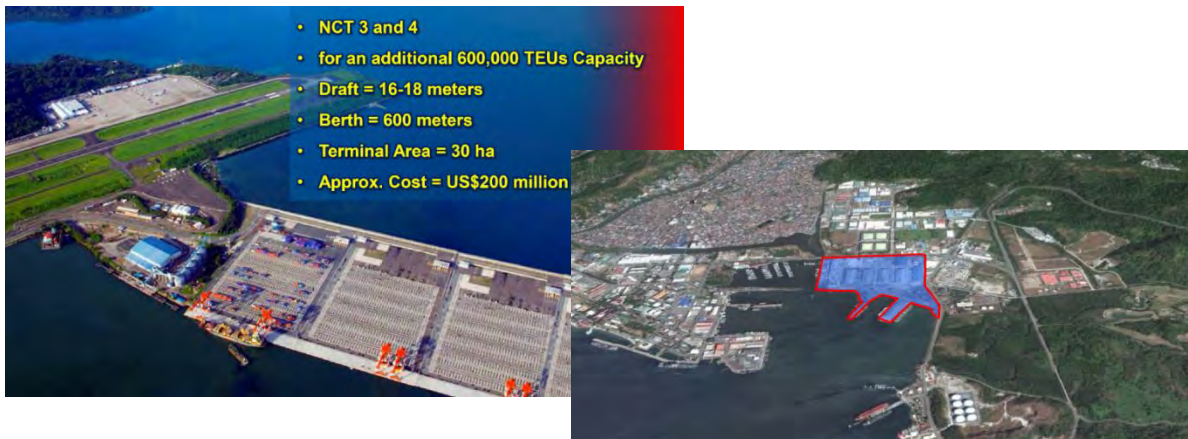 • NCT 3 and 4
• for an additional 600,000 TEUs Capacity
• Draft = 16-18 meters
• Berth = 600 meters
• Terminal Area = 30 ha
• Approx. Cost = US$200 million